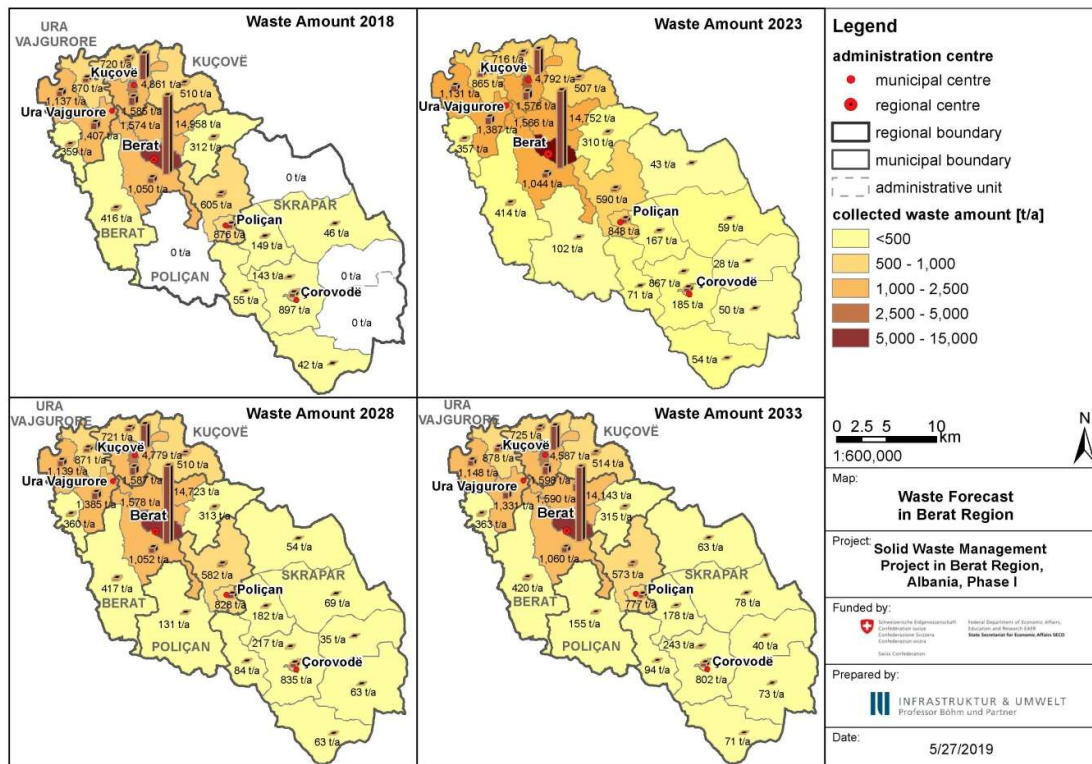 Waste Amount 2018
URA
VAJGURORE
KUÇOVË
720 t/a
Kuçovë
870 t/a
4,861 t/a
510 t/a
1,137 t/a
1,585 t/a
Ura Vajgurore
1,574 t/a
14,958 t/a
1,407 t/a
359 t/a
Berat
312 t/a
1,050 t/a
0 t/a
605 t/a
SKRAPAR
416 t/a
BERAT
Poliçan
876 t/a
46 t/a
149 t/a
0 t/a
POLIÇAN
143 t/a
0 t/a
Çorovodë
55 t/a
897 t/a
0 t/a
42 t/a
Waste Amount 2023
716 t/a
Kuçovë
865 t/a
4,792 t/a
507 t/a
1,131 t/a
1,576 t/a
Ura Vajgurore
1,566 t/a
14,752 t/a
1,387 t/a
357 t/a
Berat
310 t/a
43 t/a
1,044 t/a
590 t/a
414 t/a
Poliçan
848 t/a
59 t/a
102 t/a
167 t/a
28 t/a
867 t/a
Çorovodë
71 t/a
185 t/a
50 t/a
54 t/a
Waste Amount 2028
URA
VAJGURORE
KUÇOVË
721 t/a
Kuçovë
871 t/a
4,779 t/a
510 t/a
1,139 t/a
1,587 t/a
Ura Vajgurore
1,578 t/a
14,723 t/a
1,385 t/a
360 t/a
Berat
313 t/a
54 t/a
1,052 t/a
582 t/a
SKRAPAR
417 t/a
BERAT
Poliçan
828 t/a
69 t/a
131 t/a
182 t/a
POLIÇAN
217 t/a
35 t/a
Çorovodë
84 t/a
835 t/a
63 t/a
63 t/a
Waste Amount 2033
URA
VAJGURORE
KUÇOVË
725 t/a
Kuçovë
878 t/a
4,587 t/a
514 t/a
1,148 t/a
1,598 t/a
Ura Vajgurore
1,590 t/a
14,143 t/a
1,331 t/a
363 t/a
Berat
315 t/a
63 t/a
1,060 t/a
573 t/a
SKRAPAR
420 t/a
BERAT
Poliçan
777 t/a
78 t/a
155 t/a
178 t/a
POLIÇAN
243 t/a
40 t/a
Çorovodë
94 t/a
802 t/a
73 t/a
71 t/a
Legend
administration centre
municipal centre
regional centre
regional boundary
municipal boundary
administrative unit
collected waste amount [t/a]
<500
500 - 1,000
1,000 - 2,500
2,500 - 5,000
5,000 - 15,000
N
0 2.5 5 10
km
1:600,000
Map:
Waste Forecast
in Berat Region
Project:
Solid Waste Management
Project in Berat Region,
Albania, Phase I
Funded by:
Schweizerische Eidgenossenschaft
Confédération suisse
Confederazione Svizzera
Confederaziun svizra
Swiss Confederation
Federal Department of Economic Affairs,
Education and Research EAER
State Secretariat for Economic Affairs SECO
Prepared by:
INFRASTRUKTUR & UMWELT
Professor Böhm und Partner
Date:
5/27/2019